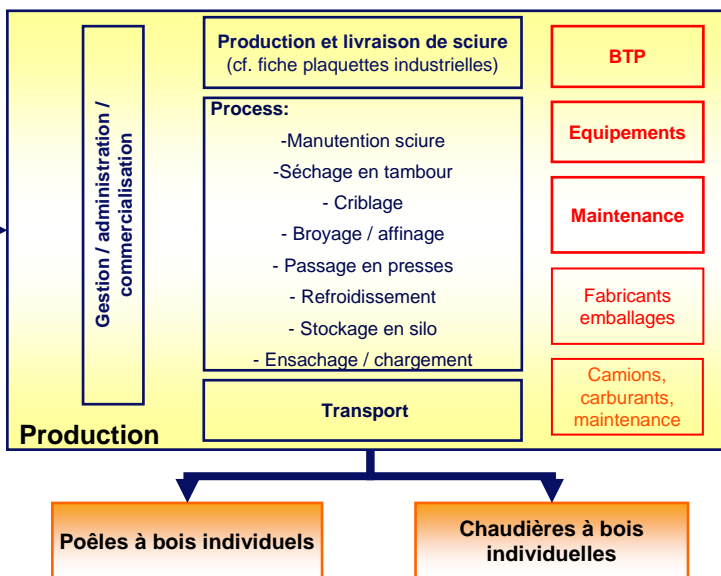 Gestion / administration /
commercialisation
Production et livraison de sciure
(cf. fiche plaquettes industrielles)
Process:
-Manutention sciure
-Séchage en tambour
- Criblage
- Broyage / affinage
- Passage en presses
- Refroidissement
- Stockage en silo
- Ensachage / chargement
Transport
BTP
Equipements
Maintenance
Fabricants
emballages
Camions,
carburants,
maintenance
Production
Poêles à bois individuels
Chaudières à bois
individuelles